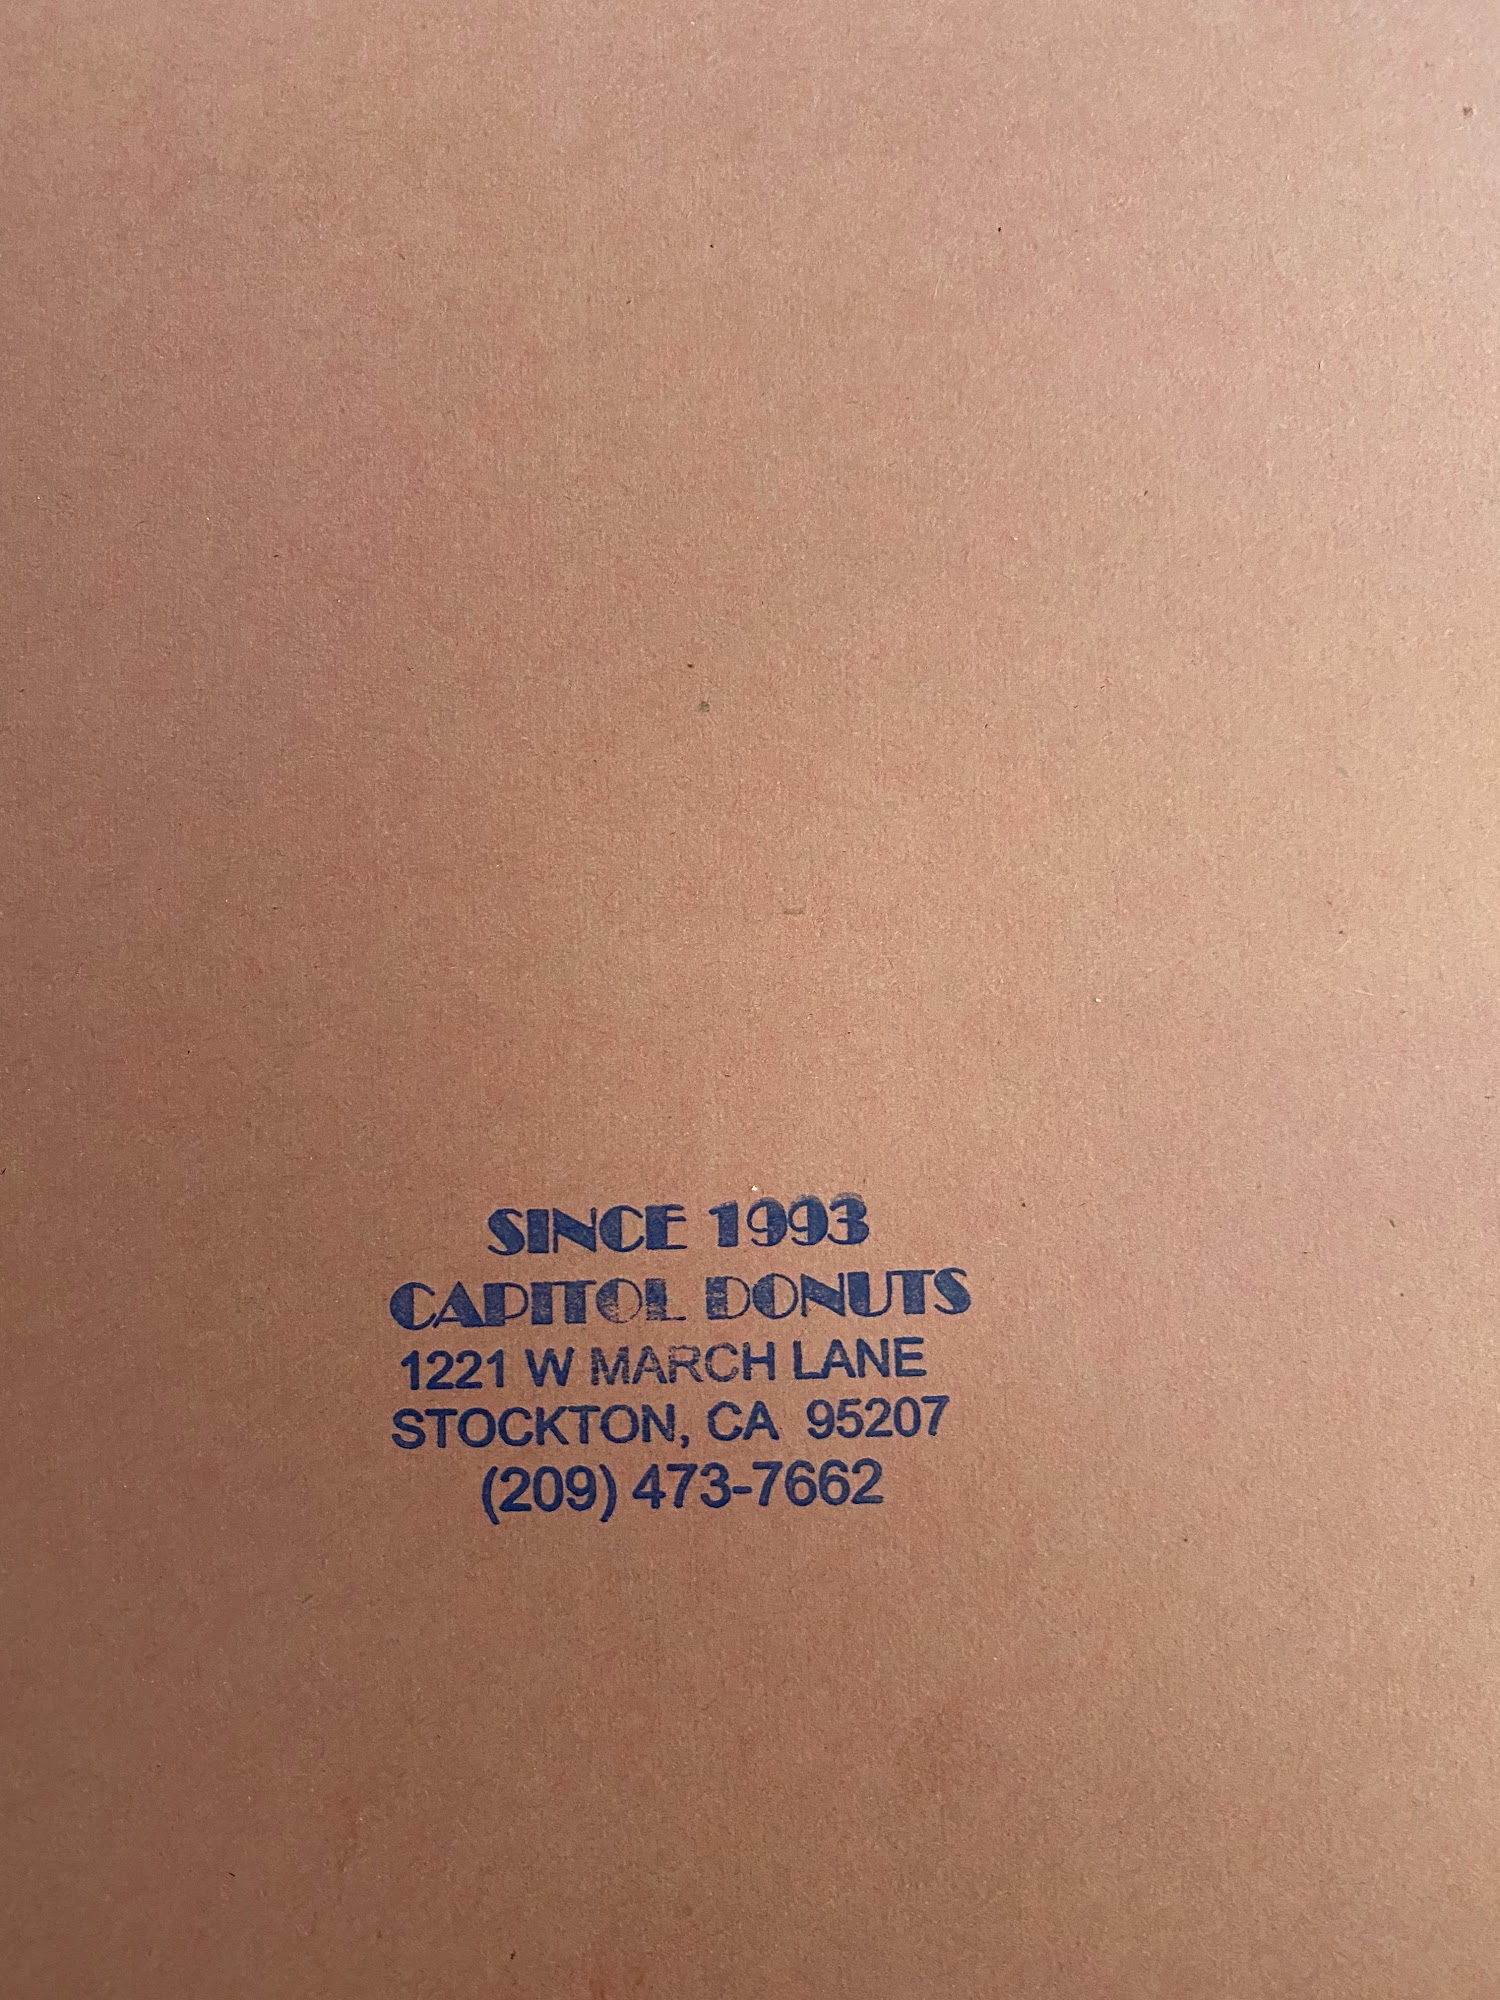 SINCE 1993
CAPITOL DONUTS
1221 W MARCH LANE
STOCKTON, CA 95207
(209) 473-7662